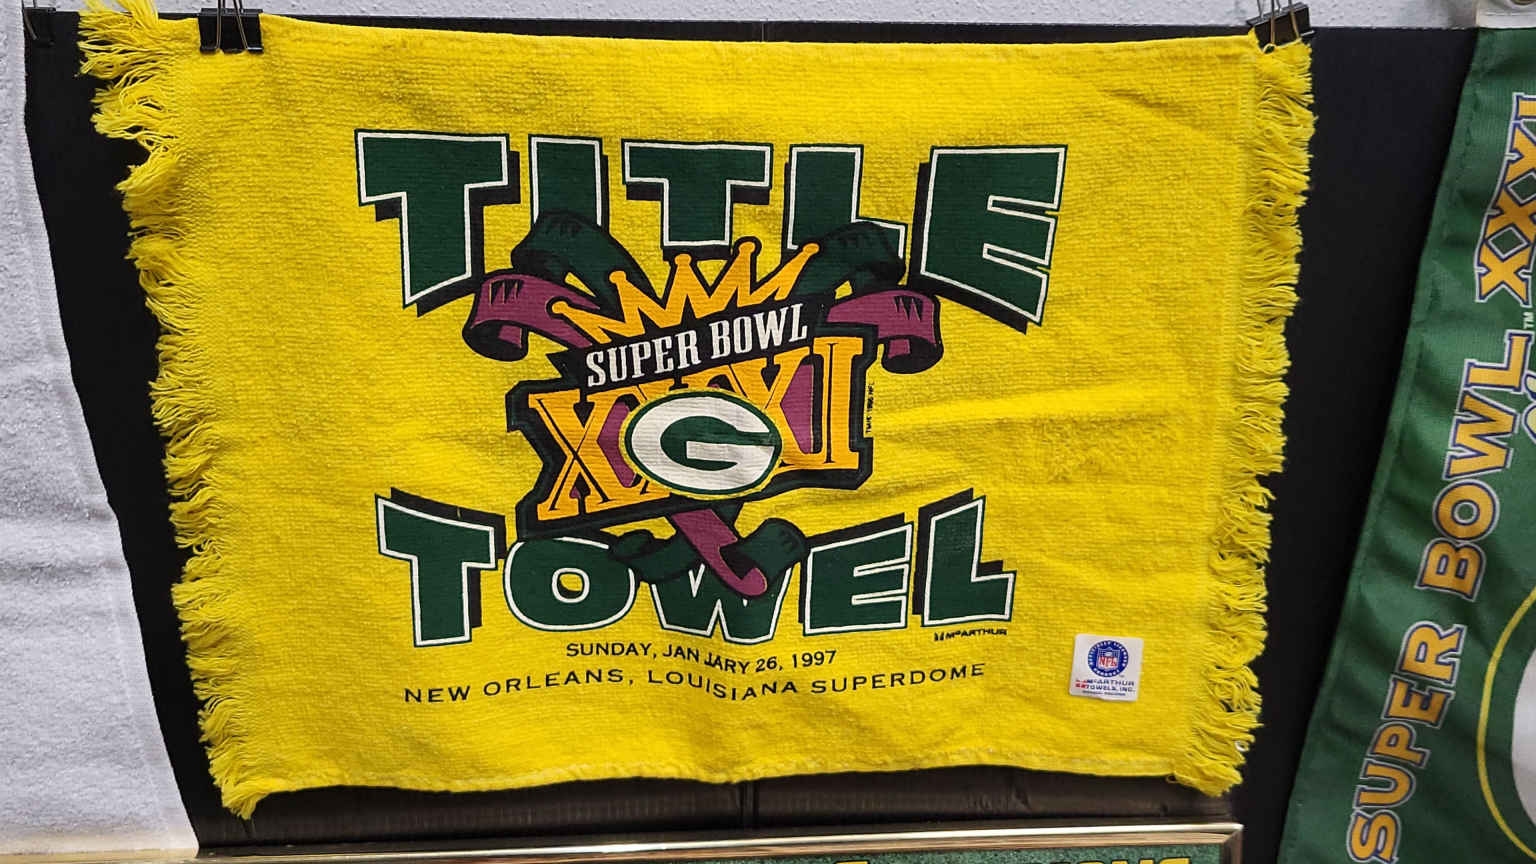 TITLE
SUPER BOWL
XXXI
G
TOWEL
McARTHUR
SUNDAY, JANUARY 26, 1997
NEW ORLEANS, LOUISIANA SUPERDOME
NFL
McARTHUR
TOWELS, INC.
SUPER BOWL XXXI
TM